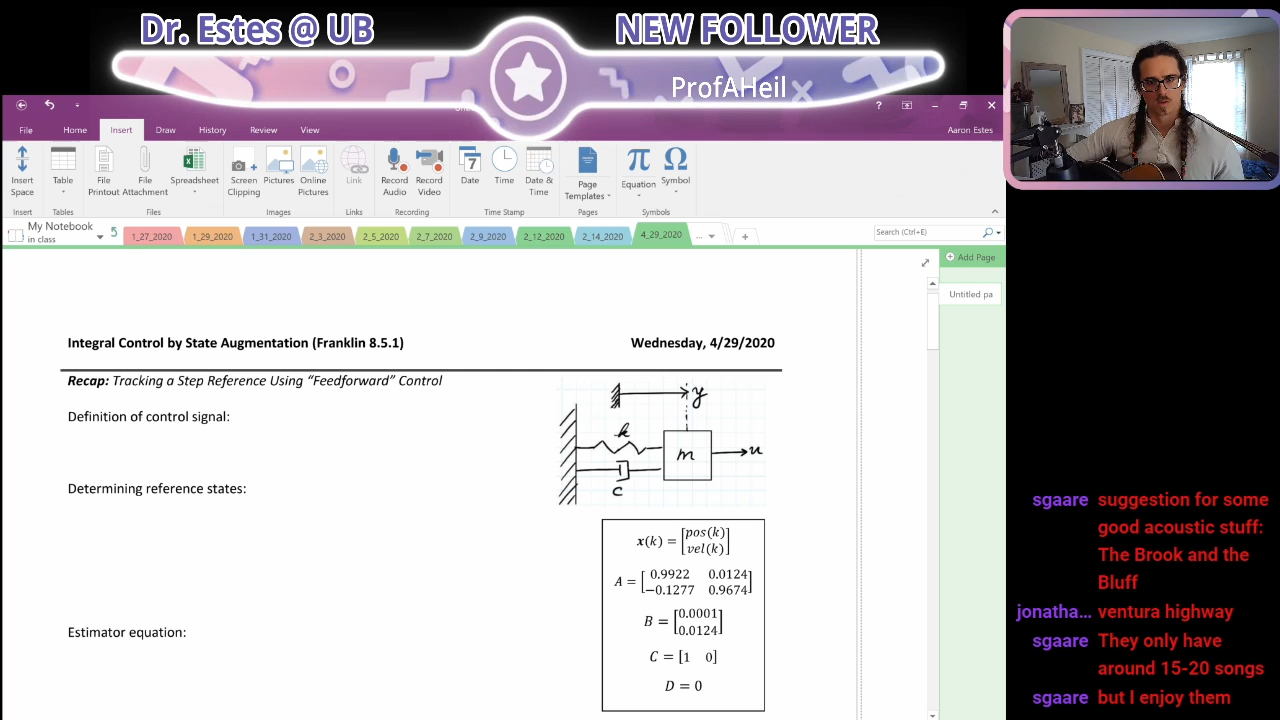 Dr. Estes @ UB
NEW FOLLOWER
ProfAHeil
File Home Insert Draw History Review View
Aaron Estes
Insert Space
Table
File Printout
File Attachment
Spreadsheet
Screen Clipping
Pictures
Online Pictures
Link
Record Audio
Record Video
Date
Time
Date & Time
Page Templates
π Equation
Ω Symbol
Insert Tables Files Images Links Recording Time Stamp Pages Symbols
My Notebook
in class
1_27_2020 1_29_2020 1_31_2020 2_3_2020 2_5_2020 2_7_2020 2_9_2020 2_12_2020 2_14_2020 4_29_2020 ...
Search (Ctrl+E)
Add Page
Untitled pa
Integral Control by State Augmentation (Franklin 8.5.1) Wednesday, 4/29/2020
Recap: Tracking a Step Reference Using “Feedforward” Control
y
Definition of control signal:
k
m
u
c
Determining reference states:
x(k) = [pos(k)
vel(k)]
A = [0.9922 0.0124
−0.1277 0.9674]
B = [0.0001
0.0124]
Estimator equation:
C = [1 0]
D = 0
sgaare suggestion for some
good acoustic stuff:
The Brook and the
Bluff
jonatha... ventura highway
sgaare They only have
around 15-20 songs
sgaare but I enjoy them